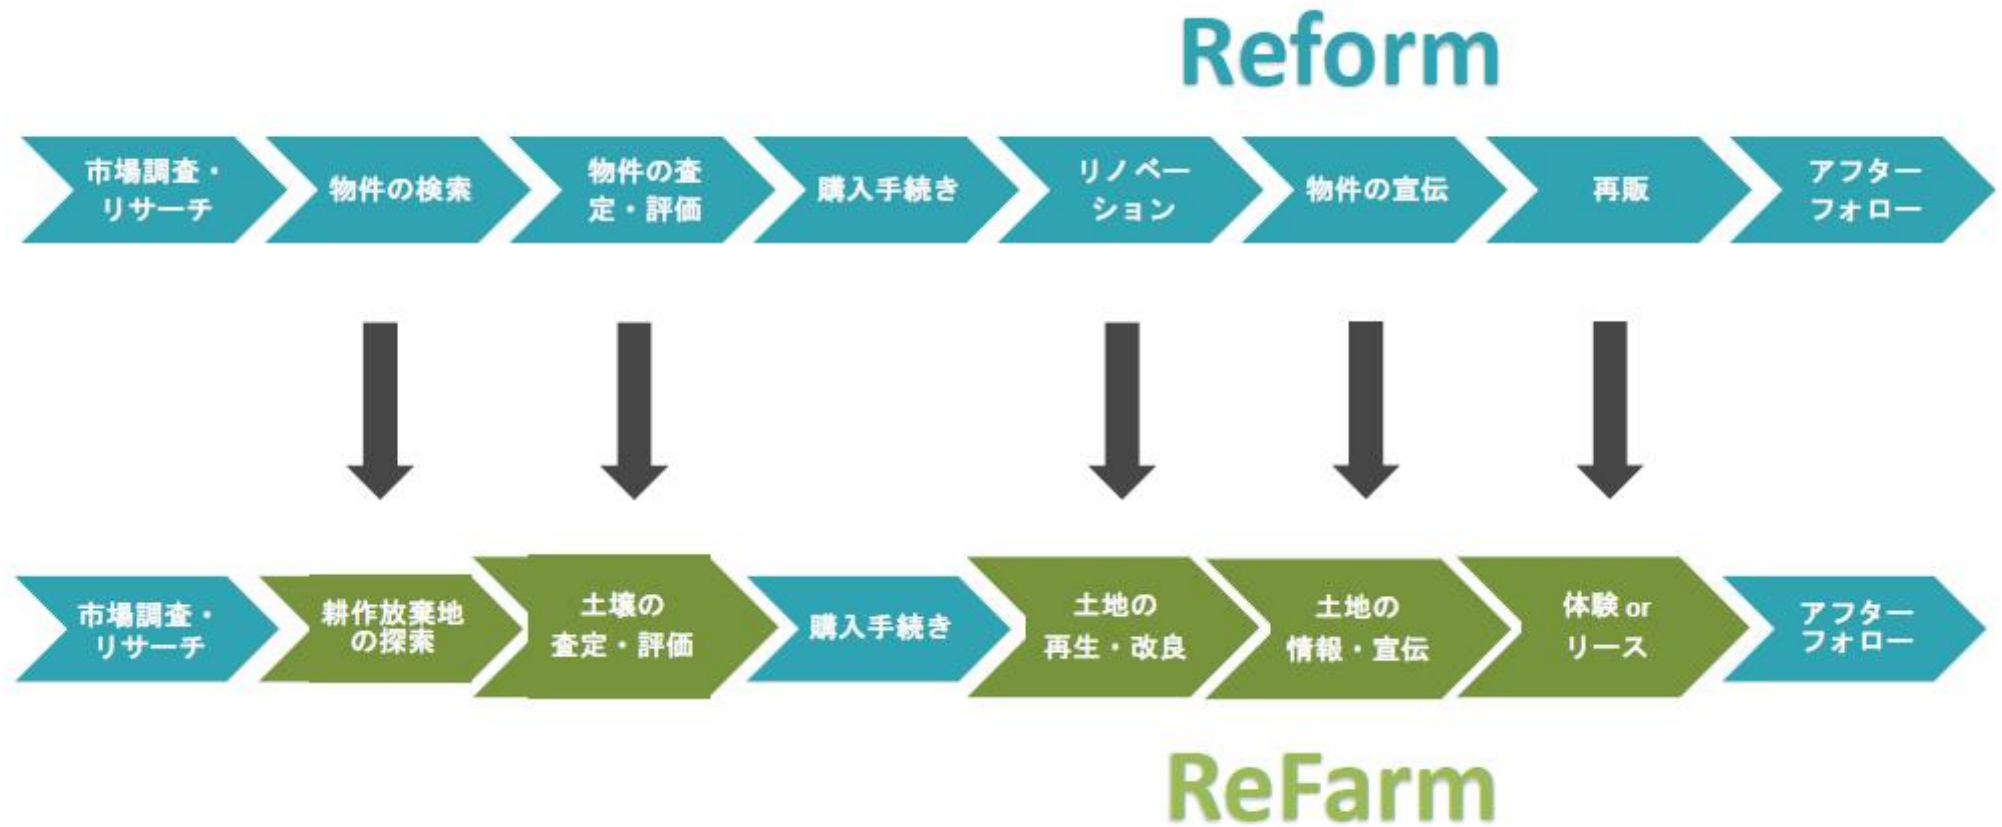 Reform
市場調査・
リサーチ
物件の検索
物件の査
定・評価
購入手続き
リノベー
ション
物件の宣伝
再販
アフター
フォロー
市場調査・
リサーチ
耕作放棄地
の探索
土壌の
査定・評価
購入手続き
土地の
再生・改良
土地の
情報・宣伝
体験 or
リース
アフター
フォロー
ReFarm